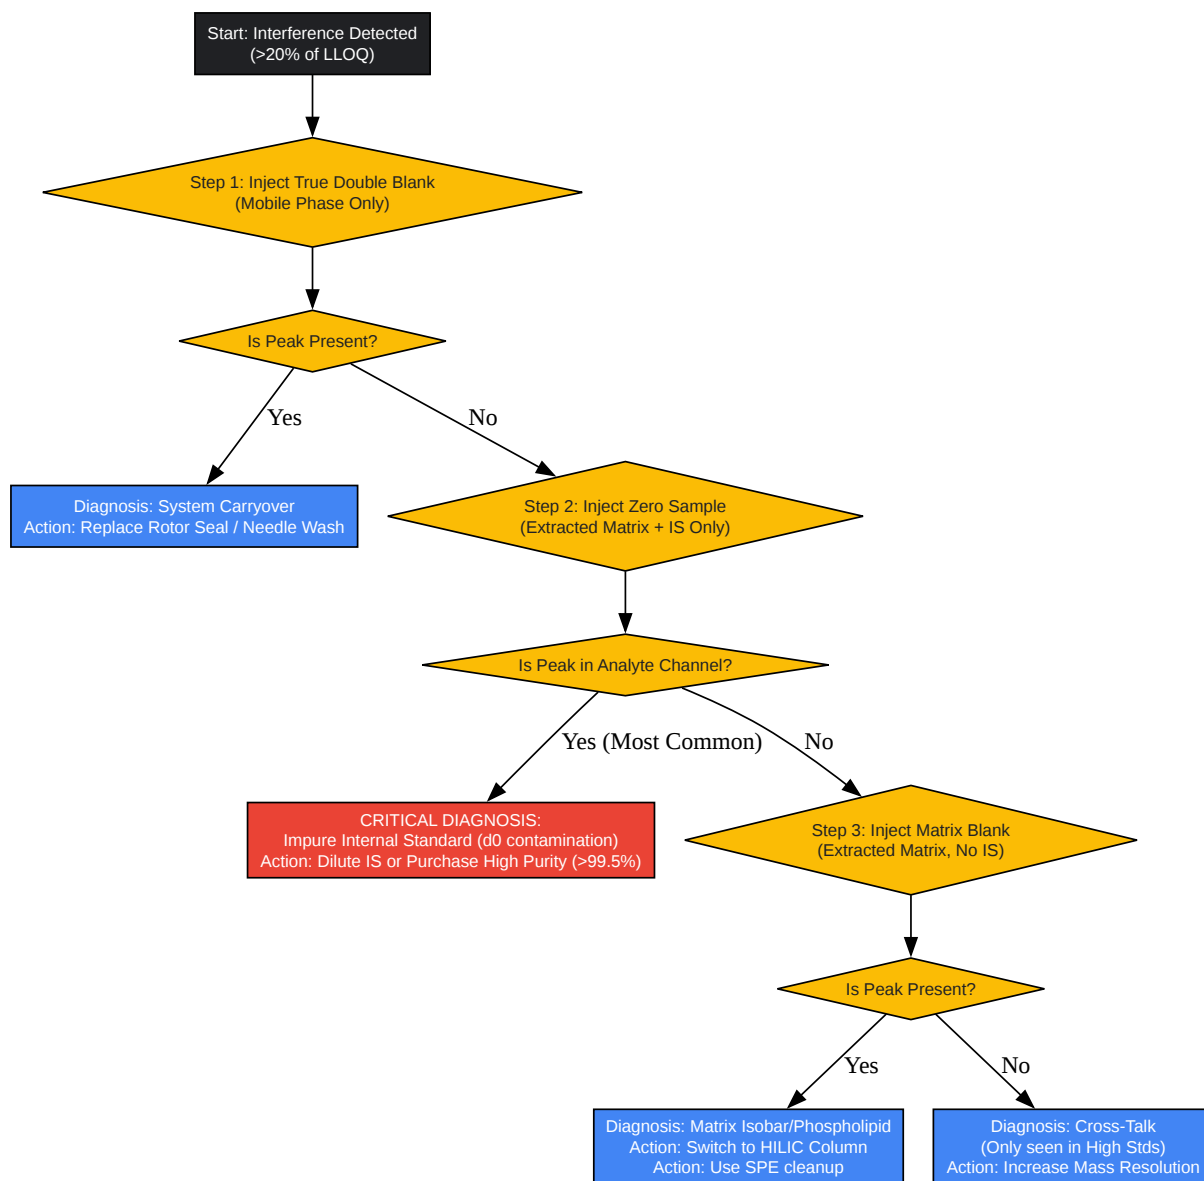 Start: Interference Detected
(>20% of LLOQ)
Step 1: Inject True Double Blank
(Mobile Phase Only)
Is Peak Present?
Yes
No
Diagnosis: System Carryover
Action: Replace Rotor Seal / Needle Wash
Step 2: Inject Zero Sample
(Extracted Matrix + IS Only)
Is Peak in Analyte Channel?
Yes (Most Common)
No
CRITICAL DIAGNOSIS:
Impure Internal Standard (d0 contamination)
Action: Dilute IS or Purchase High Purity (>99.5%)
Step 3: Inject Matrix Blank
(Extracted Matrix, No IS)
Is Peak Present?
Yes
No
Diagnosis: Matrix Isobar/Phospholipid
Action: Switch to HILIC Column
Action: Use SPE cleanup
Diagnosis: Cross-Talk
(Only seen in High Stds)
Action: Increase Mass Resolution